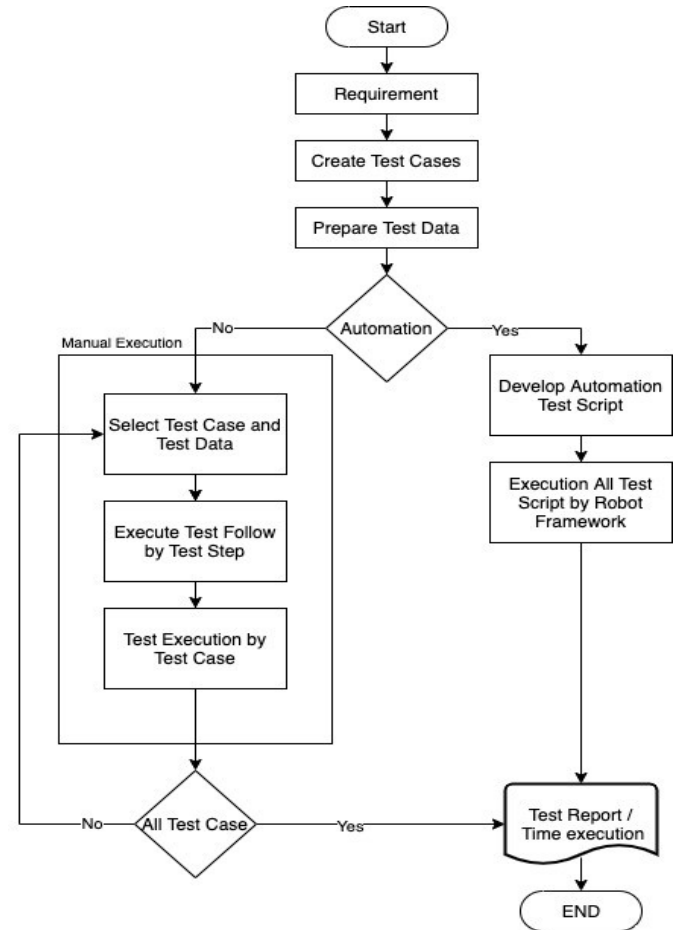 Start
Requirement
Create Test Cases
Prepare Test Data
Automation
No
Yes
Manual Execution
Select Test Case and
Test Data
Execute Test Follow
by Test Step
Test Execution by
Test Case
Develop Automation
Test Script
Execution All Test
Script by Robot
Framework
All Test Case
No
Yes
Test Report /
Time execution
END